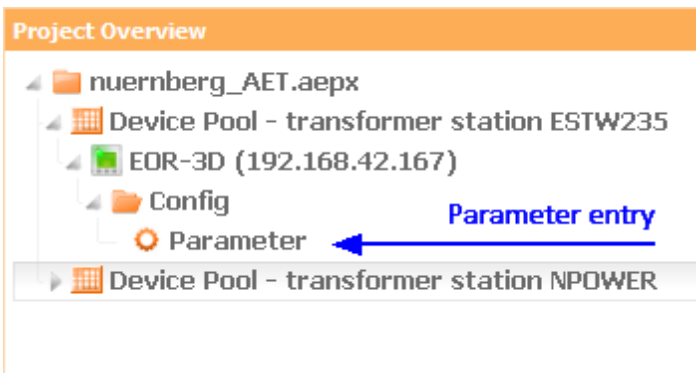 Project Overview
nuernberg_AET.aepx
Device Pool - transformer station ESTW235
EOR-3D (192.168.42.167)
Config
Parameter entry
Parameter
Device Pool - transformer station NPOWER